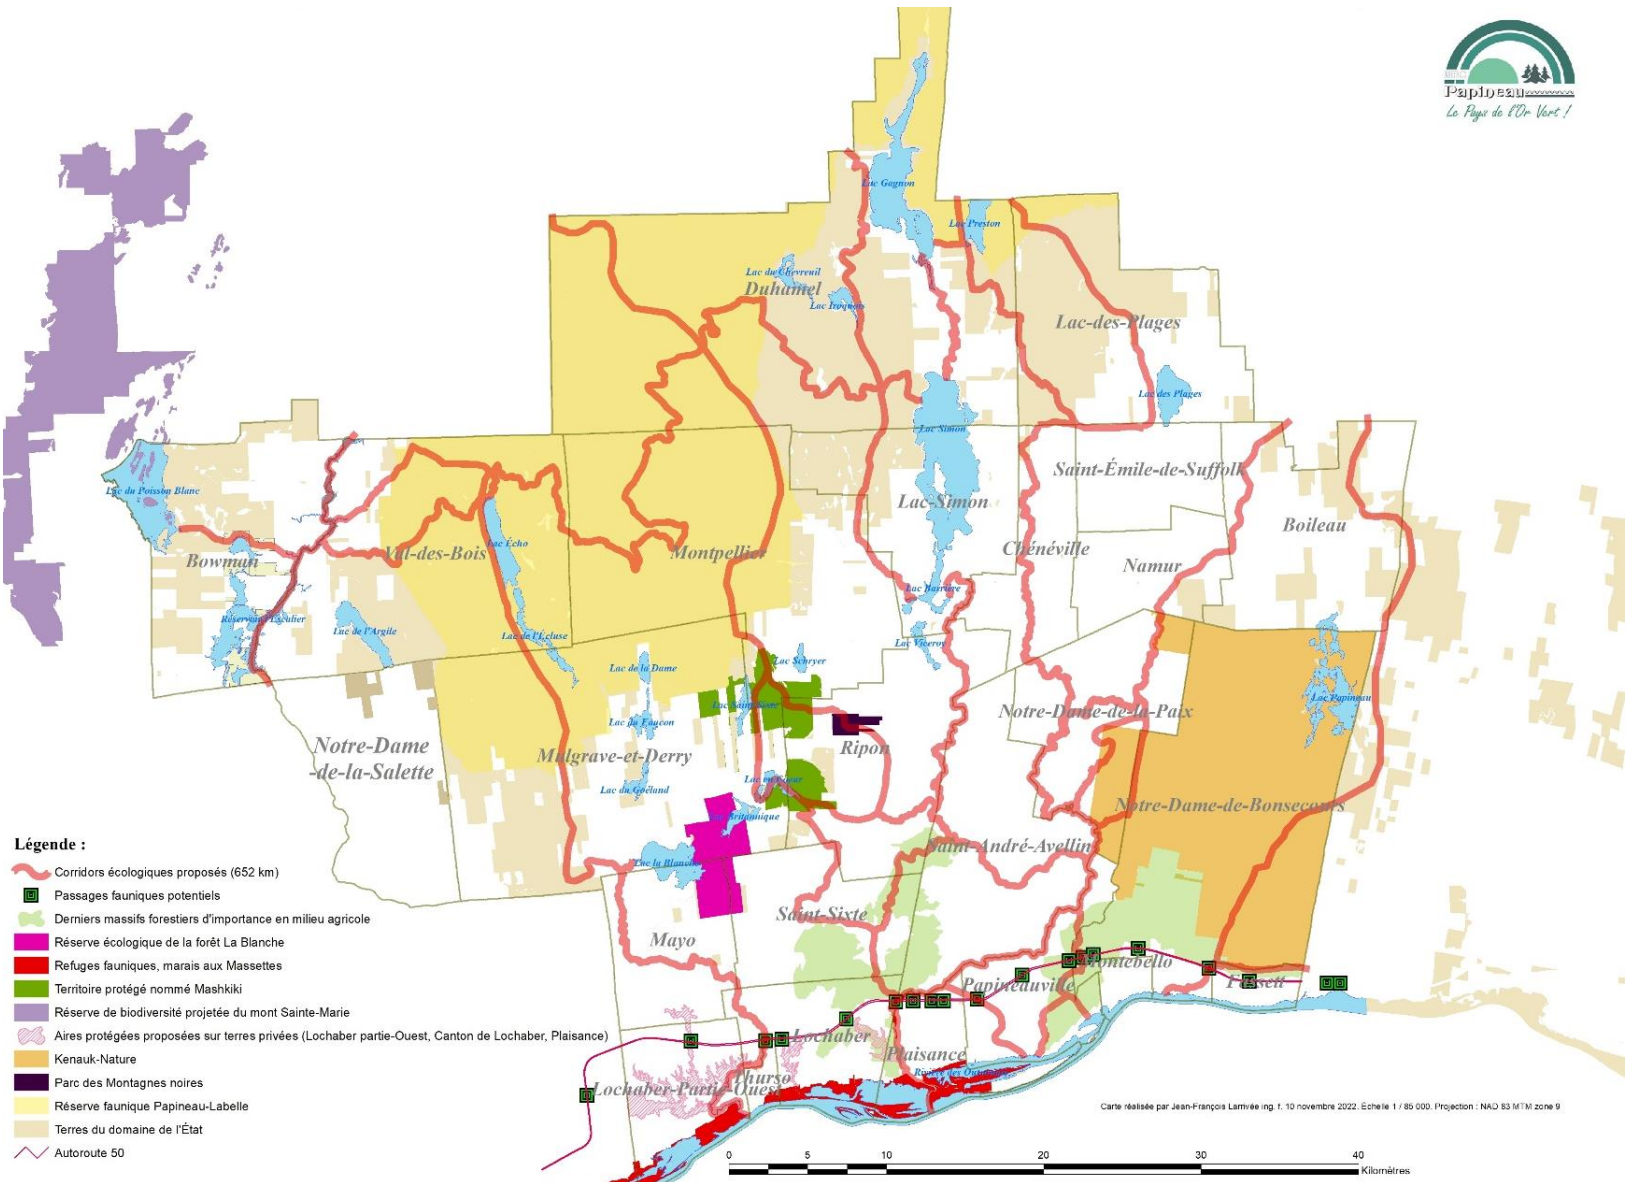 Papineau
Le Pays de l'Or Vert !
Lac Gagnon
Lac Preston
Lac du Chevreuil
Duhamel
Lac Iroquois
Lac-des-Plages
Lac des Plages
Lac Simon
Saint-Émile-de-Suffolk
Lac du Poisson Blanc
Lac-Simon
Boileau
Lac Écho
Chénéville
Val-des-Bois
Montpellier
Bowman
Namur
Lac Barrière
Réservoir l'Escalier
Lac de l'Argile
Lac de l'Écluse
Lac Viceroy
Lac de la Dame
Lac Schryer
Lac Papineau
Notre-Dame-de-la-Paix
Lac du Faucon
Notre-Dame
-de-la-Salette
Mulgrave-et-Derry
Ripon
Lac du Goéland
Notre-Dame-de-Bonsecours
Britannique
Saint-André-Avellin
Lac la Blanche
Saint-Sixte
Mayo
Montebello
Papineauville
Fassett
Lochaber
Plaisance
Thurso
Lochaber-Partie-Ouest
Légende :
Corridors écologiques proposés (652 km)
Passages fauniques potentiels
Derniers massifs forestiers d'importance en milieu agricole
Réserve écologique de la forêt La Blanche
Refuges fauniques, marais aux Massettes
Territoire protégé nommé Mashkiki
Réserve de biodiversité projetée du mont Sainte-Marie
Aires protégées proposées sur terres privées (Lochaber partie-Ouest, Canton de Lochaber, Plaisance)
Kenauk-Nature
Parc des Montagnes noires
Réserve faunique Papineau-Labelle
Terres du domaine de l'État
Autoroute 50
Carte réalisée par Jean-François Larrivée ing. f. 10 novembre 2022. Échelle 1 / 85 000. Projection : NAD 83 MTM zone 9
0 5 10 20 30 40
Kilomètres